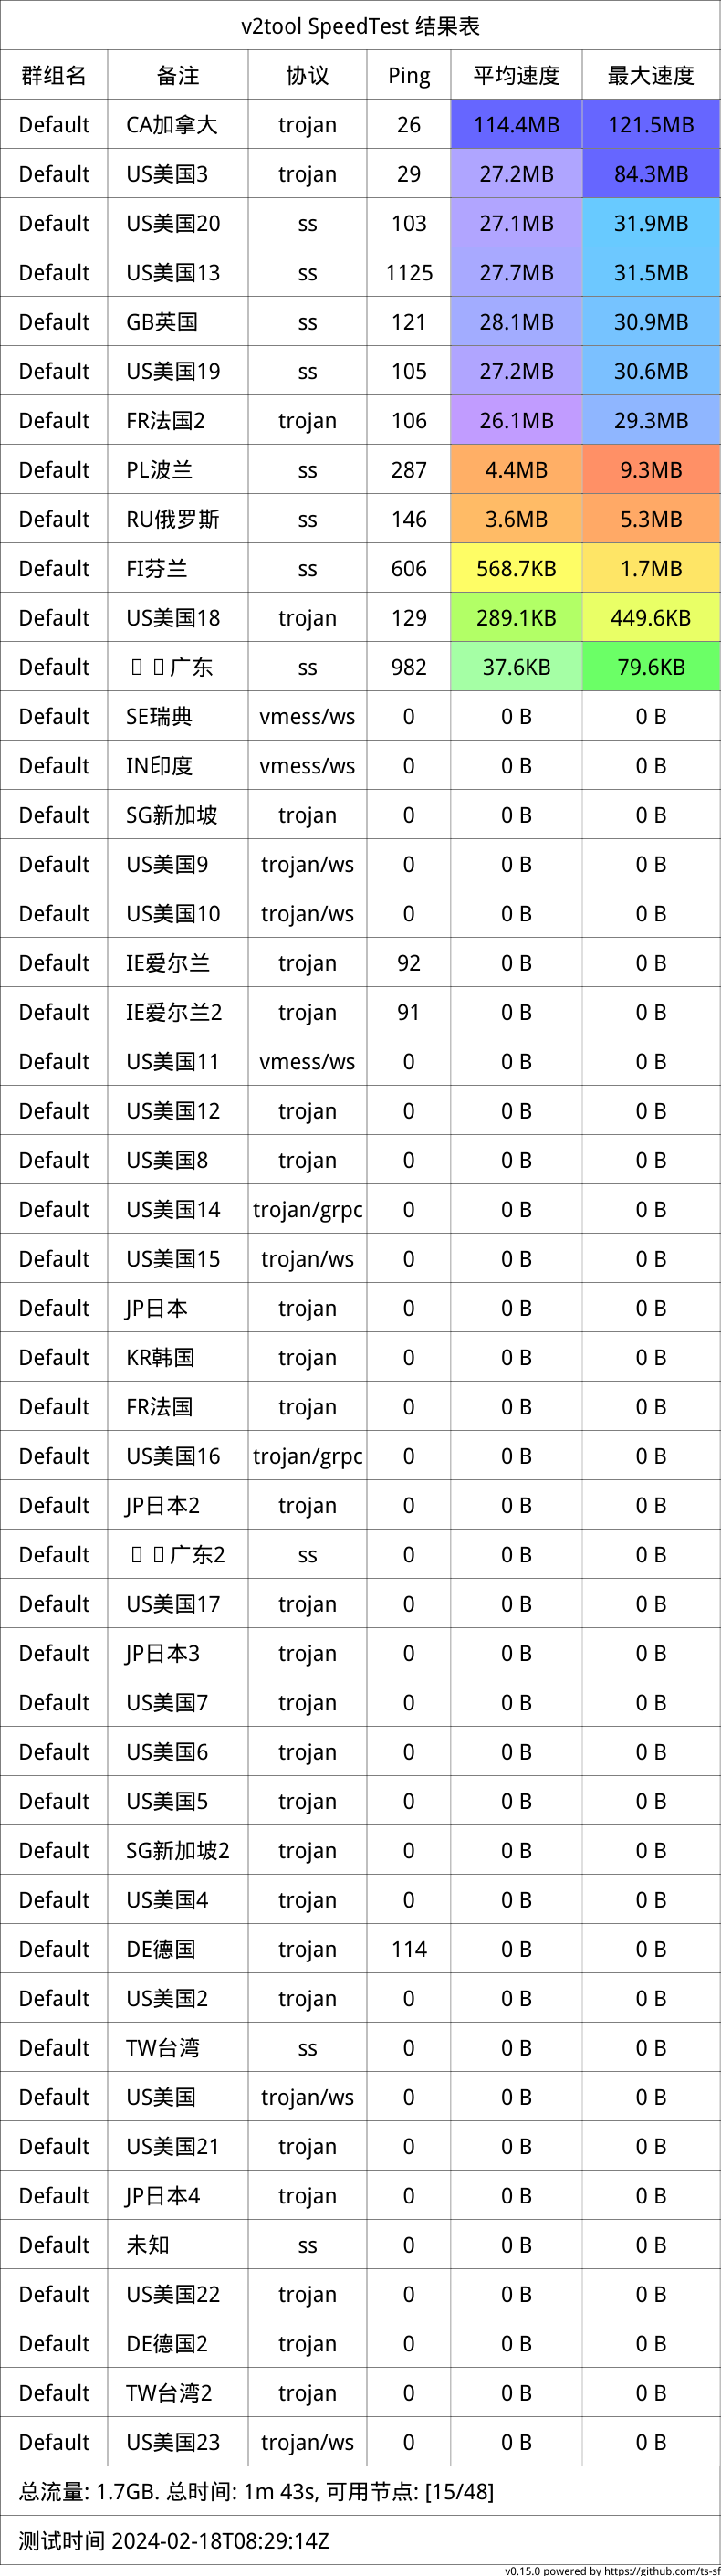 v2tool SpeedTest 结果表
群组名 备注 协议 Ping 平均速度 最大速度
Default CA加拿大 trojan 26 114.4MB 121.5MB
Default US美国3 trojan 29 27.2MB 84.3MB
Default US美国20 ss 103 27.1MB 31.9MB
Default US美国13 ss 1125 27.7MB 31.5MB
Default GB英国 ss 121 28.1MB 30.9MB
Default US美国19 ss 105 27.2MB 30.6MB
Default FR法国2 trojan 106 26.1MB 29.3MB
Default PL波兰 ss 287 4.4MB 9.3MB
Default RU俄罗斯 ss 146 3.6MB 5.3MB
Default FI芬兰 ss 606 568.7KB 1.7MB
Default US美国18 trojan 129 289.1KB 449.6KB
Default 广东 ss 982 37.6KB 79.6KB
Default SE瑞典 vmess/ws 0 0 B 0 B
Default IN印度 vmess/ws 0 0 B 0 B
Default SG新加坡 trojan 0 0 B 0 B
Default US美国9 trojan/ws 0 0 B 0 B
Default US美国10 trojan/ws 0 0 B 0 B
Default IE爱尔兰 trojan 92 0 B 0 B
Default IE爱尔兰2 trojan 91 0 B 0 B
Default US美国11 vmess/ws 0 0 B 0 B
Default US美国12 trojan 0 0 B 0 B
Default US美国8 trojan 0 0 B 0 B
Default US美国14 trojan/grpc 0 0 B 0 B
Default US美国15 trojan/ws 0 0 B 0 B
Default JP日本 trojan 0 0 B 0 B
Default KR韩国 trojan 0 0 B 0 B
Default FR法国 trojan 0 0 B 0 B
Default US美国16 trojan/grpc 0 0 B 0 B
Default JP日本2 trojan 0 0 B 0 B
Default 广东2 ss 0 0 B 0 B
Default US美国17 trojan 0 0 B 0 B
Default JP日本3 trojan 0 0 B 0 B
Default US美国7 trojan 0 0 B 0 B
Default US美国6 trojan 0 0 B 0 B
Default US美国5 trojan 0 0 B 0 B
Default SG新加坡2 trojan 0 0 B 0 B
Default US美国4 trojan 0 0 B 0 B
Default DE德国 trojan 114 0 B 0 B
Default US美国2 trojan 0 0 B 0 B
Default TW台湾 ss 0 0 B 0 B
Default US美国 trojan/ws 0 0 B 0 B
Default US美国21 trojan 0 0 B 0 B
Default JP日本4 trojan 0 0 B 0 B
Default 未知 ss 0 0 B 0 B
Default US美国22 trojan 0 0 B 0 B
Default DE德国2 trojan 0 0 B 0 B
Default TW台湾2 trojan 0 0 B 0 B
Default US美国23 trojan/ws 0 0 B 0 B
总流量: 1.7GB. 总时间: 1m 43s, 可用节点: [15/48]
测试时间 2024-02-18T08:29:14Z
v0.15.0 powered by https://github.com/ts-sf